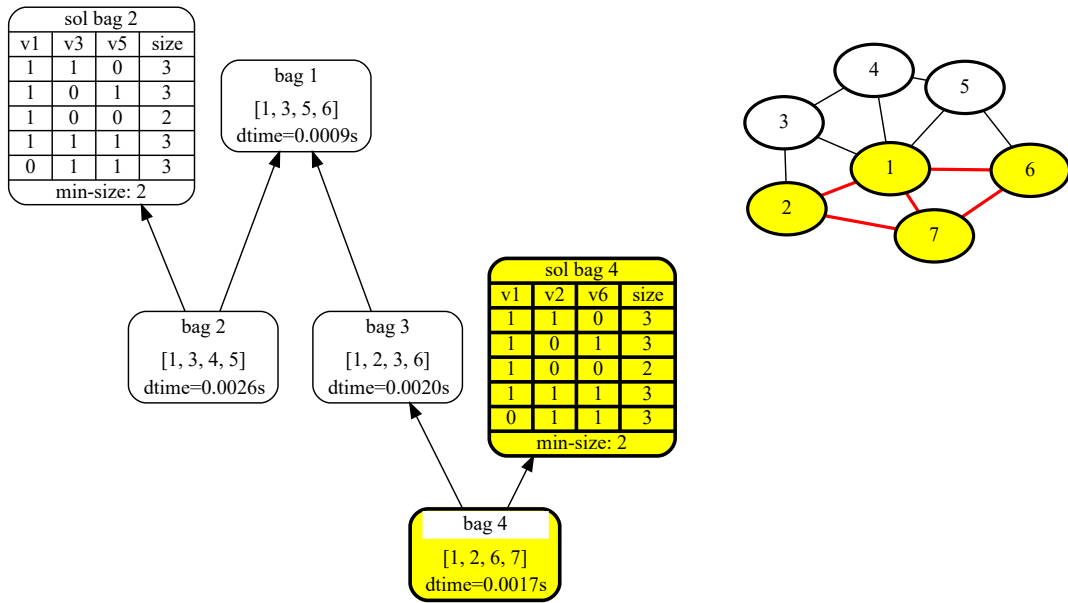 sol bag 2
v1 v3 v5 size
1 1 0 3
1 0 1 3
1 0 0 2
1 1 1 3
0 1 1 3
min-size: 2
bag 1
[1, 3, 5, 6]
dtime=0.0009s
bag 2
[1, 3, 4, 5]
dtime=0.0026s
bag 3
[1, 2, 3, 6]
dtime=0.0020s
sol bag 4
v1 v2 v6 size
1 1 0 3
1 0 1 3
1 0 0 2
1 1 1 3
0 1 1 3
min-size: 2
bag 4
[1, 2, 6, 7]
dtime=0.0017s
4
5
3
1
6
2
7